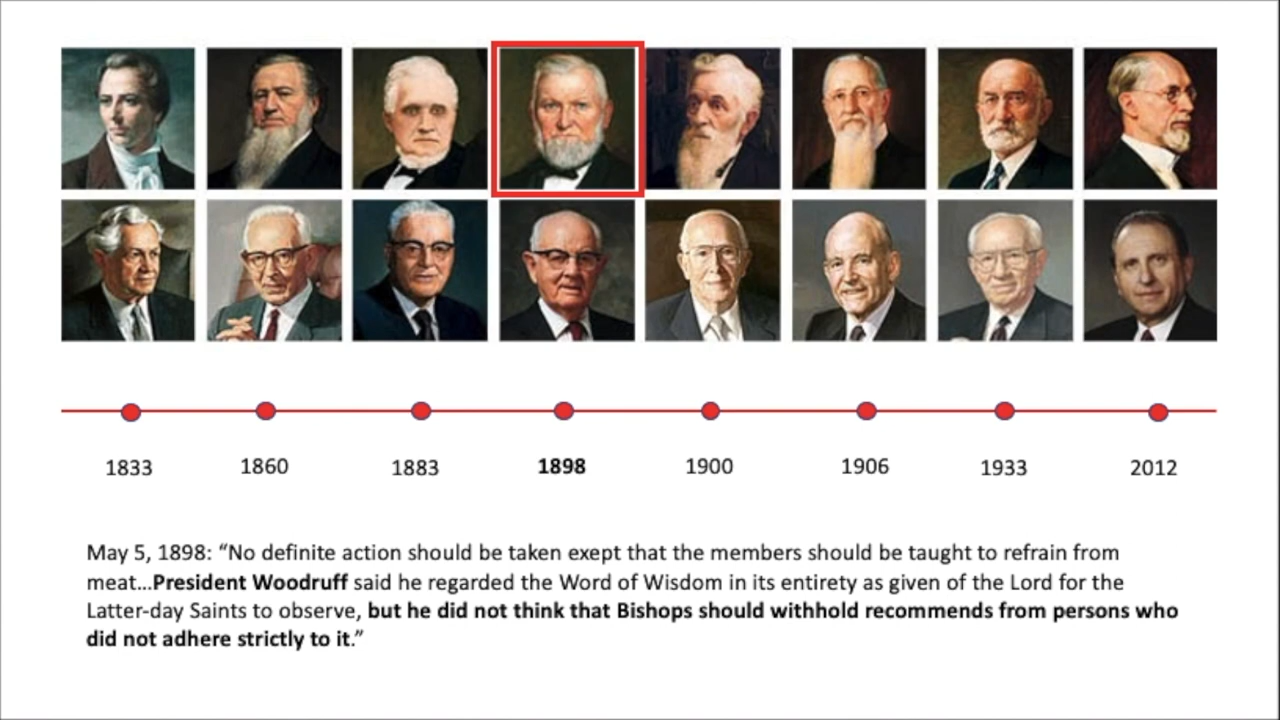 1833 1860 1883 1898 1900 1906 1933 2012
May 5, 1898: “No definite action should be taken exept that the members should be taught to refrain from
meat…President Woodruff said he regarded the Word of Wisdom in its entirety as given of the Lord for the
Latter-day Saints to observe, but he did not think that Bishops should withhold recommends from persons who
did not adhere strictly to it.”